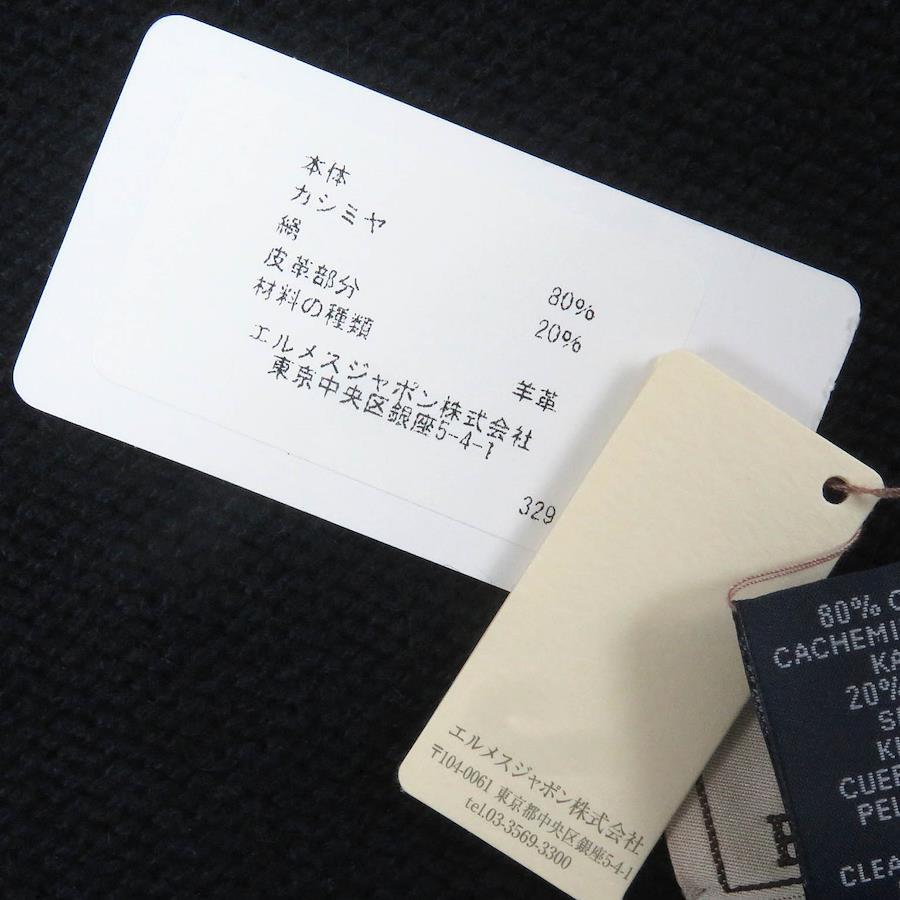 本体
カシミヤ 80%
絹 20%
皮革部分
材料の種類 羊革
エルメスジャポン株式会社
東京中央区銀座5-4-1
329
エルメスジャポン株式会社
〒104-0061 東京都中央区銀座5-4-1
tel.03-3569-3300
80%
CACHEMI
KA
20%
CLEA